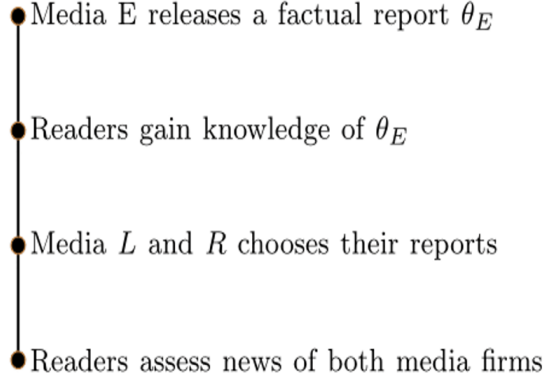 Media E releases a factual report θ_E
Readers gain knowledge of θ_E
Media L and R chooses their reports
Readers assess news of both media firms